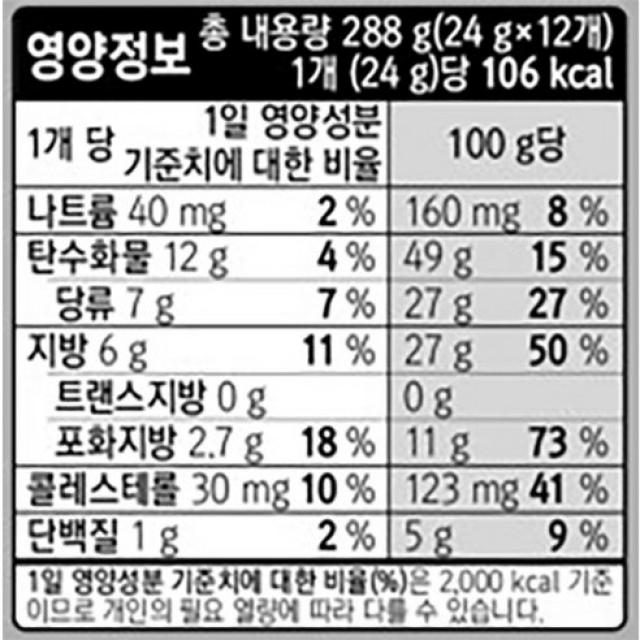 영양정보 총 내용량 288 g(24 g×12개)
1개 (24 g)당 106 kcal
1개 당 1일 영양성분 기준치에 대한 비율 100 g당
나트륨 40 mg 2 % 160 mg 8 %
탄수화물 12 g 4 % 49 g 15 %
당류 7 g 7 % 27 g 27 %
지방 6 g 11 % 27 g 50 %
트랜스지방 0 g 0 g
포화지방 2.7 g 18 % 11 g 73 %
콜레스테롤 30 mg 10 % 123 mg 41 %
단백질 1 g 2 % 5 g 9 %
1일 영양성분 기준치에 대한 비율(%)은 2,000 kcal 기준
이므로 개인의 필요 열량에 따라 다를 수 있습니다.